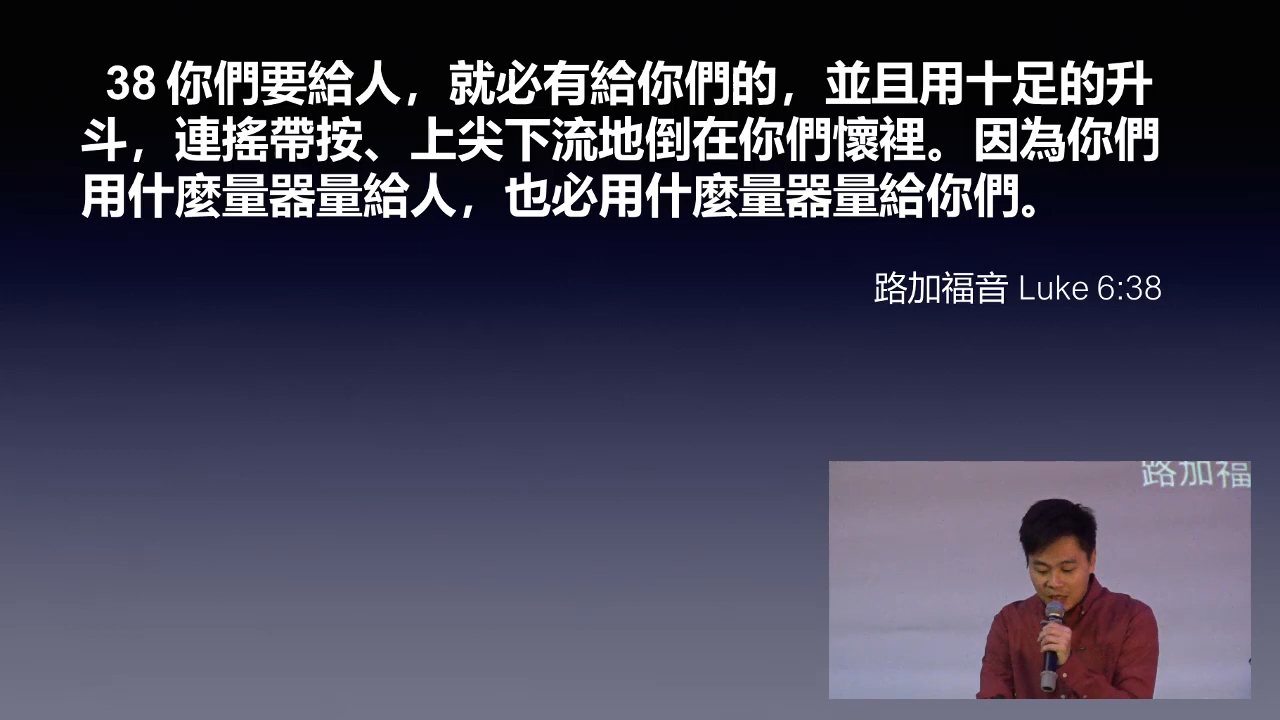 38 你們要給人，就必有給你們的，並且用十足的升
斗，連搖帶按、上尖下流地倒在你們懷裡。因為你們
用什麼量器量給人，也必用什麼量器量給你們。
路加福音 Luke 6:38
路加福